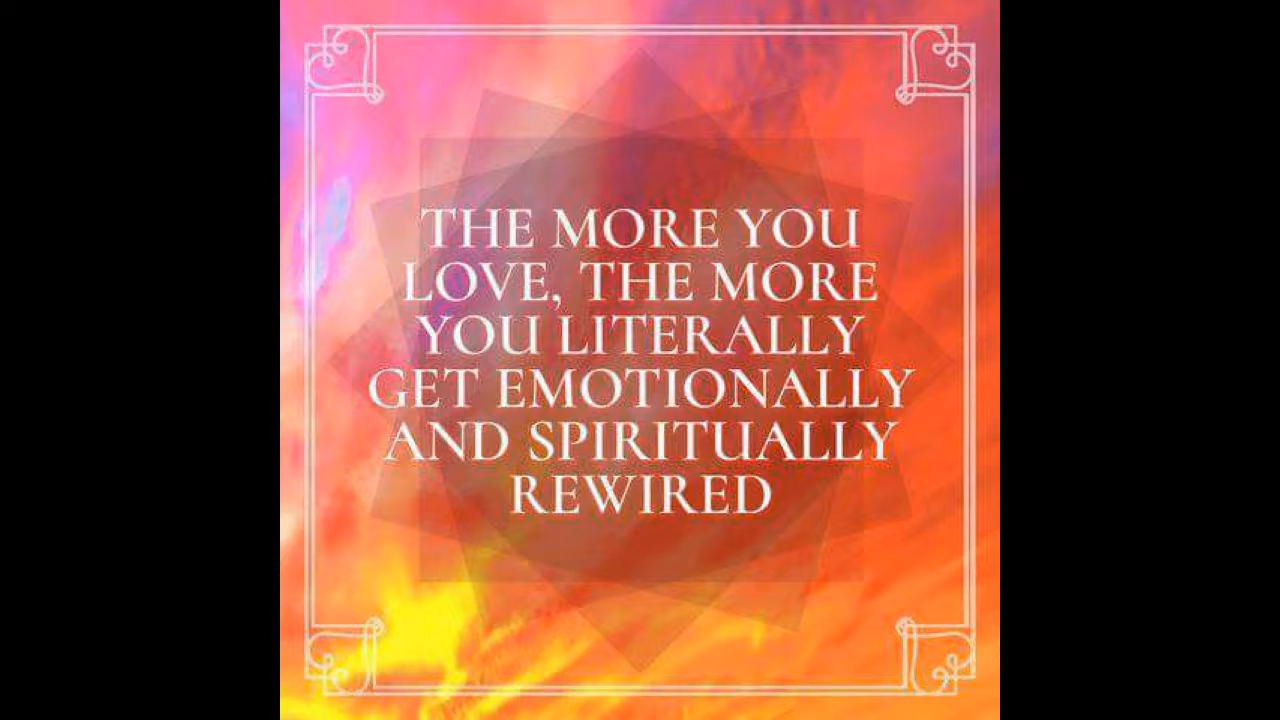 THE MORE YOU
LOVE, THE MORE
YOU LITERALLY
GET EMOTIONALLY
AND SPIRITUALLY
REWIRED